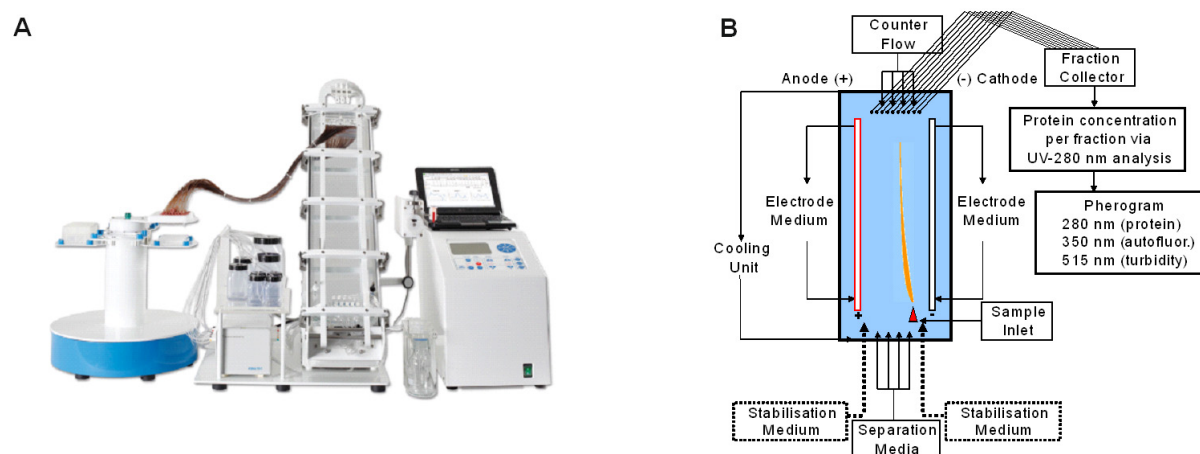 A
B
Counter
Flow
Anode (+)
(-) Cathode
Fraction
Collector
Protein concentration
per fraction via
UV-280 nm analysis
Pherogram
280 nm (protein)
350 nm (autofluor.)
515 nm (turbidity)
Electrode
Medium
Electrode
Medium
Cooling
Unit
+
-
Sample
Inlet
Stabilisation
Medium
Separation
Media
Stabilisation
Medium